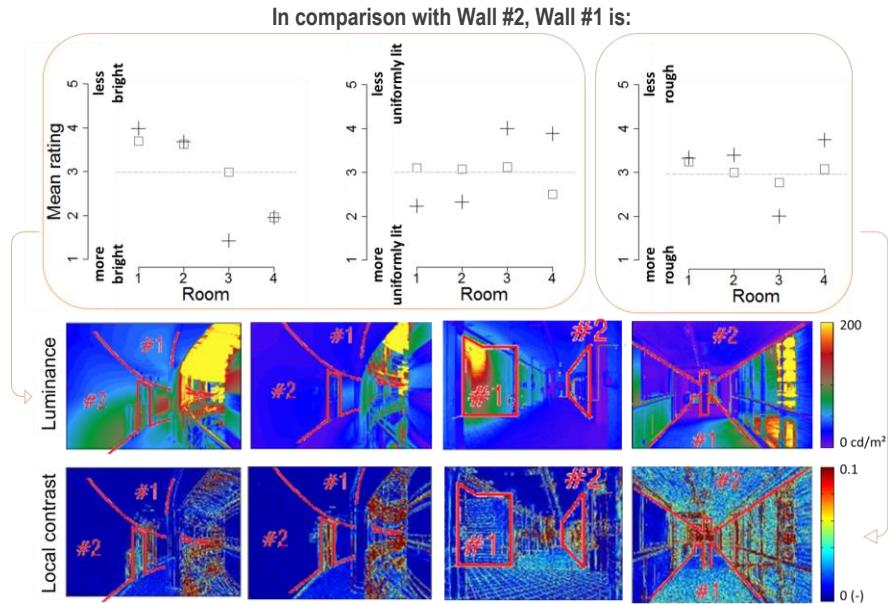 In comparison with Wall #2, Wall #1 is:
Mean rating
less bright
more bright
1 2 3 4 5
1 2 3 4
Room
less uniformly lit
more uniformly lit
1 2 3 4 5
1 2 3 4
Room
less rough
more rough
1 2 3 4 5
1 2 3 4
Room
Luminance
#1
#2
#1
#2
#1
#2
#2
#1
200
0 cd/m²
Local contrast
#1
#2
#1
#2
#1
#2
#2
#1
0.1
0 (-)